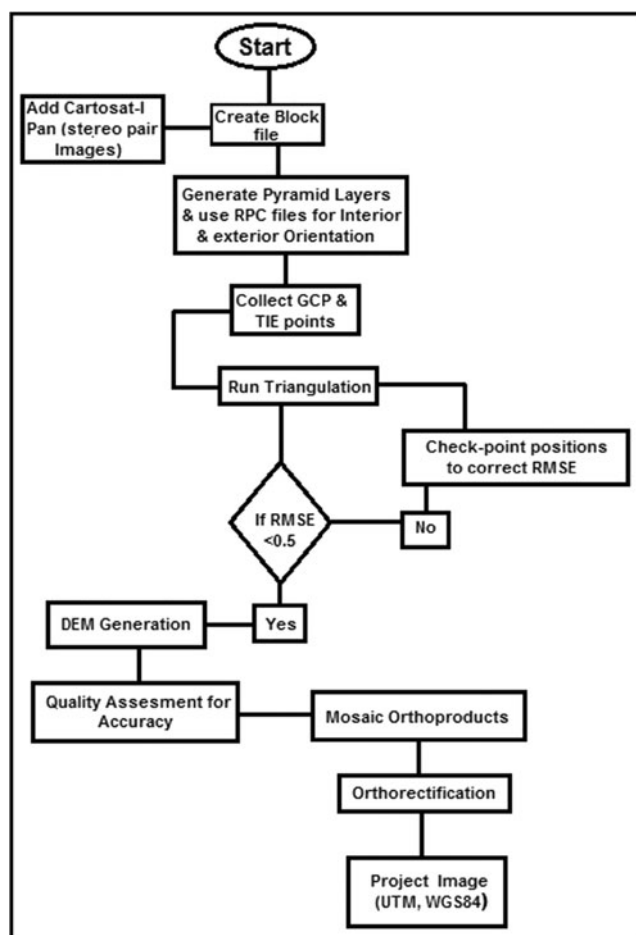 Start
Add Cartosat-I
Pan (stereo pair
Images)
Create Block
file
Generate Pyramid Layers
& use RPC files for Interior
& exterior Orientation
Collect GCP &
TIE points
Run Triangulation
Check-point positions
to correct RMSE
If RMSE
<0.5
No
Yes
DEM Generation
Quality Assesment for
Accuracy
Mosaic Orthoproducts
Orthorectification
Project Image
(UTM, WGS84)